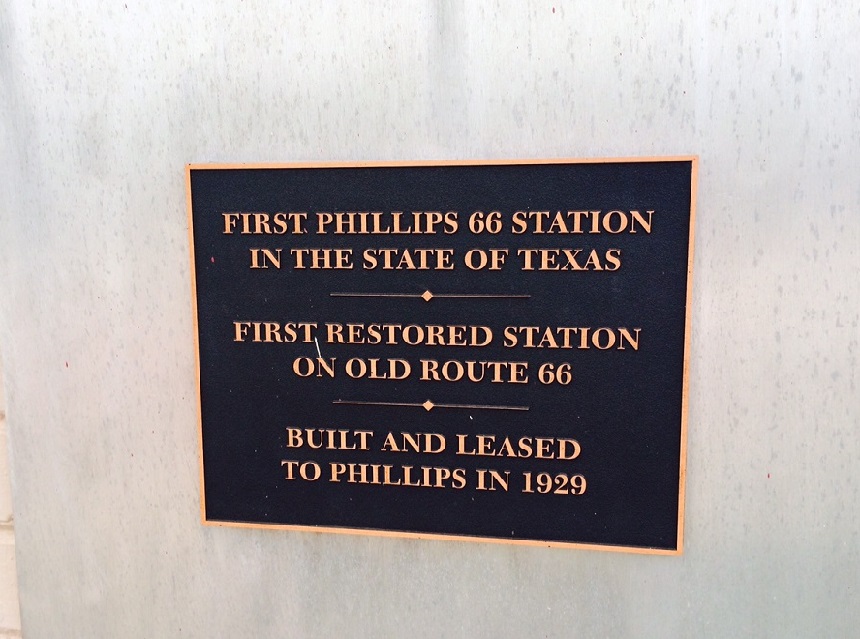 FIRST PHILLIPS 66 STATION
IN THE STATE OF TEXAS
FIRST RESTORED STATION
ON OLD ROUTE 66
BUILT AND LEASED
TO PHILLIPS IN 1929